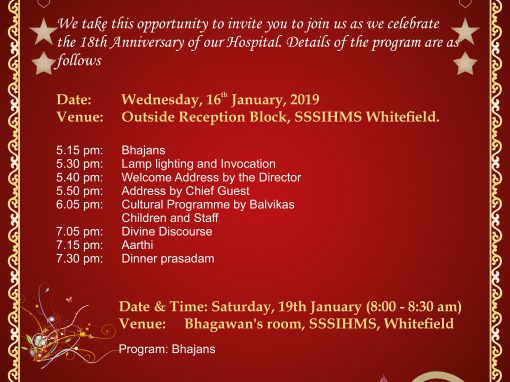 We take this opportunity to invite you to join us as we celebrate
the 18th Anniversary of our Hospital. Details of the program are as
follows
Date: Wednesday, 16th January, 2019
Venue: Outside Reception Block, SSSIHMS Whitefield.
5.15 pm: Bhajans
5.30 pm: Lamp lighting and Invocation
5.40 pm: Welcome Address by the Director
5.50 pm: Address by Chief Guest
6.05 pm: Cultural Programme by Balvikas
Children and Staff
7.05 pm: Divine Discourse
7.15 pm: Aarthi
7.30 pm: Dinner prasadam
Date & Time: Saturday, 19th January (8:00 - 8:30 am)
Venue: Bhagawan's room, SSSIHMS, Whitefield
Program: Bhajans